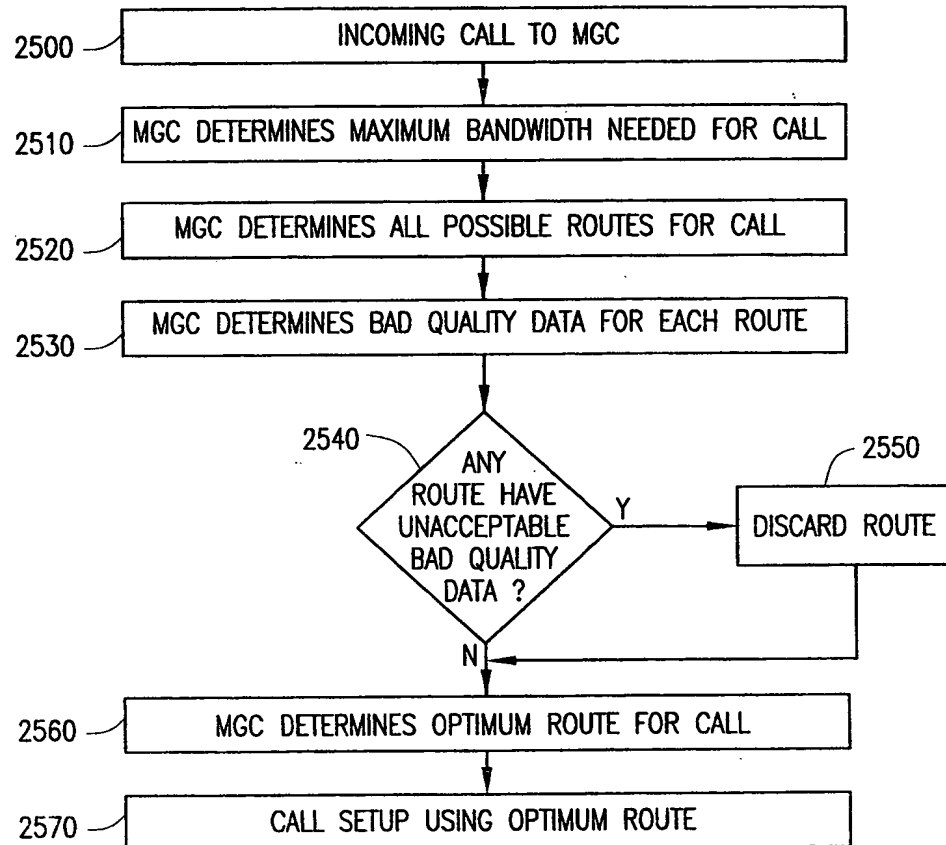 2500
INCOMING CALL TO MGC
2510
MGC DETERMINES MAXIMUM BANDWIDTH NEEDED FOR CALL
2520
MGC DETERMINES ALL POSSIBLE ROUTES FOR CALL
2530
MGC DETERMINES BAD QUALITY DATA FOR EACH ROUTE
2540
ANY
ROUTE HAVE
UNACCEPTABLE
BAD QUALITY
DATA ?
Y
2550
DISCARD ROUTE
N
2560
MGC DETERMINES OPTIMUM ROUTE FOR CALL
2570
CALL SETUP USING OPTIMUM ROUTE